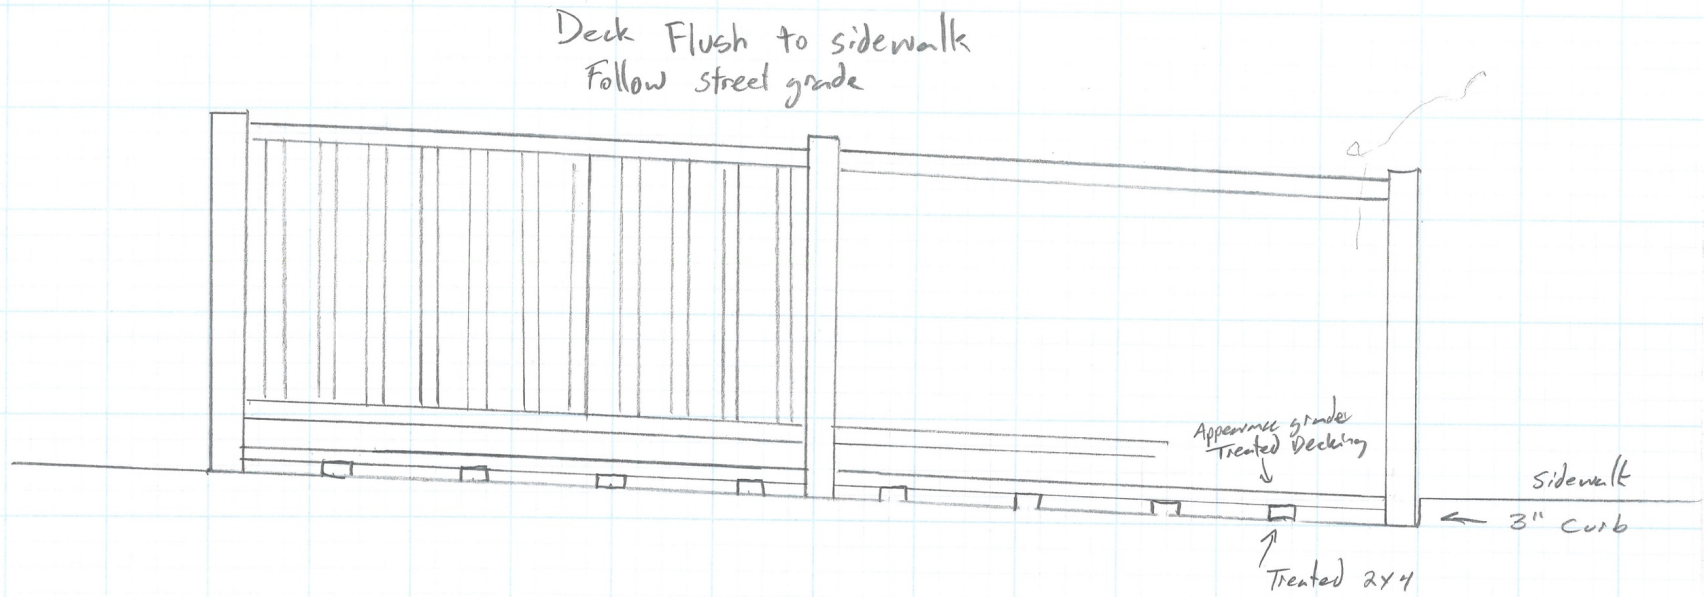 Deck Flush to sidewalk
Follow street grade
Appearance grade
Treated Decking
sidewalk
3" Curb
Treated 2x4